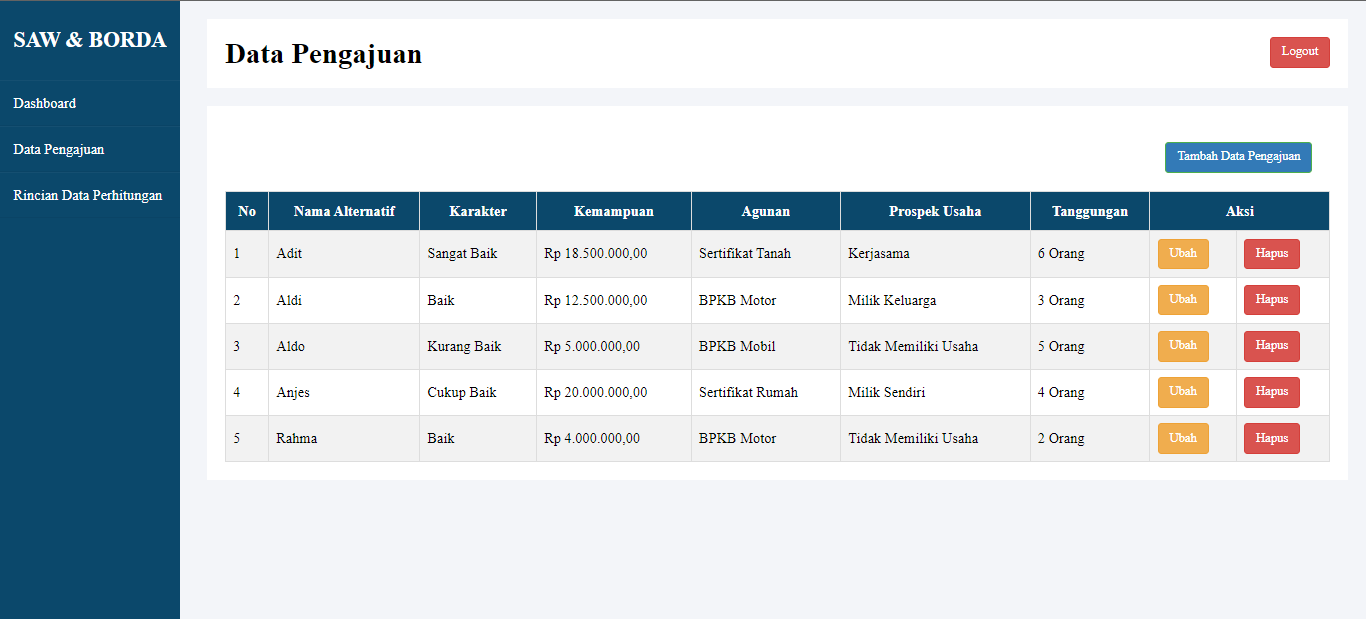 SAW & BORDA
Dashboard
Data Pengajuan
Rincian Data Perhitungan
Data Pengajuan
Logout
Tambah Data Pengajuan
No Nama Alternatif Karakter Kemampuan Agunan Prospek Usaha Tanggungan Aksi
1 Adit Sangat Baik Rp 18.500.000,00 Sertifikat Tanah Kerjasama 6 Orang Ubah Hapus
2 Aldi Baik Rp 12.500.000,00 BPKB Motor Milik Keluarga 3 Orang Ubah Hapus
3 Aldo Kurang Baik Rp 5.000.000,00 BPKB Mobil Tidak Memiliki Usaha 5 Orang Ubah Hapus
4 Anjes Cukup Baik Rp 20.000.000,00 Sertifikat Rumah Milik Sendiri 4 Orang Ubah Hapus
5 Rahma Baik Rp 4.000.000,00 BPKB Motor Tidak Memiliki Usaha 2 Orang Ubah Hapus